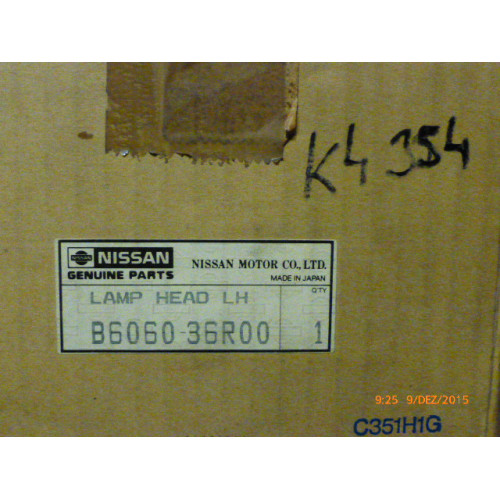 K4 354
NISSAN
GENUINE PARTS
NISSAN MOTOR CO., LTD.
MADE IN JAPAN
LAMP HEAD LH
Q'TY
B6060-36R00 1
9:25 9/DEZ/2015
C351H1G